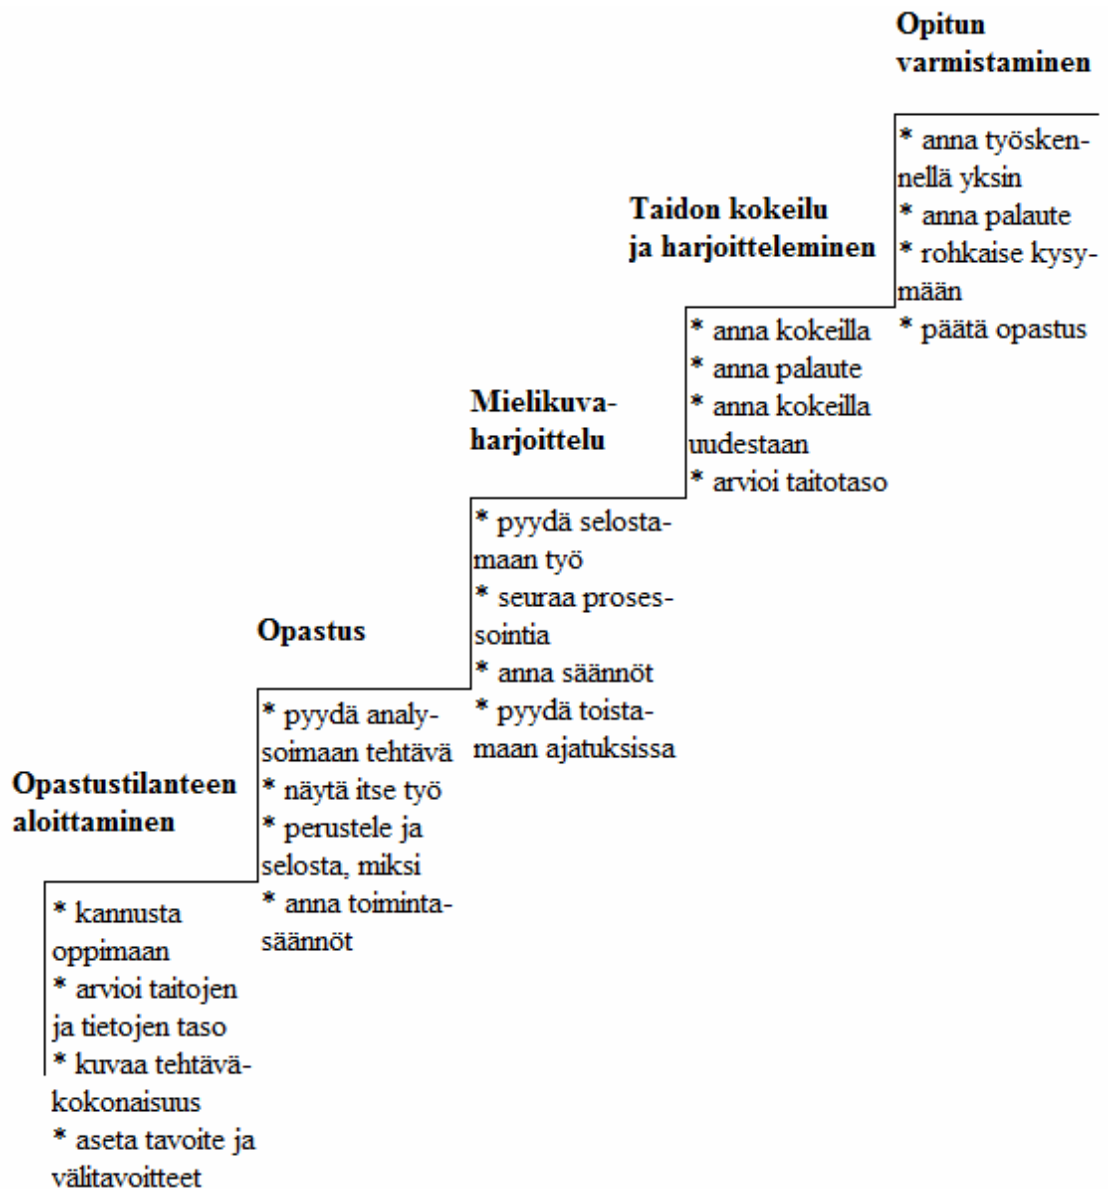 Opitun
varmistaminen
* anna työsken-
nellä yksin
* anna palaute
* rohkaise kysy-
mään
* päätä opastus
Taidon kokeilu
ja harjoitteleminen
* anna kokeilla
* anna palaute
* anna kokeilla
uudestaan
* arvioi taitotaso
Mielikuva-
harjoittelu
* pyydä selosta-
maan työ
* seuraa proses-
sointia
* anna säännöt
* pyydä toista-
maan ajatuksissa
Opastus
* pyydä analy-
soimaan tehtävä
* näytä itse työ
* perustele ja
selosta, miksi
* anna toiminta-
säännöt
Opastustilanteen
aloittaminen
* kannusta
oppimaan
* arvioi taitojen
ja tietojen taso
* kuvaa tehtävä-
kokonaisuus
* aseta tavoite ja
välitavoitteet